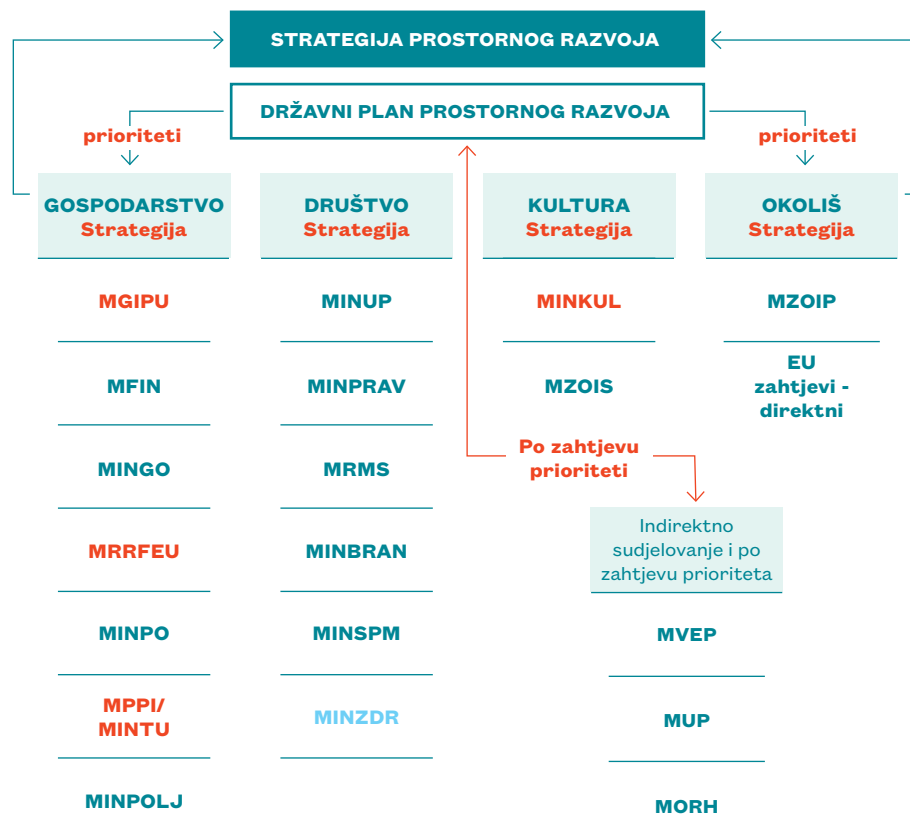 STRATEGIJA PROSTORNOG RAZVOJA
DRŽAVNI PLAN PROSTORNOG RAZVOJA
prioriteti
prioriteti
GOSPODARSTVO
Strategija
MGIPU
MFIN
MINGO
MRRFEU
MINPO
MPPI/
MINTU
MINPOLJ
DRUŠTVO
Strategija
MINUP
MINPRAV
MRMS
MINBRAN
MINSPM
MINZDR
KULTURA
Strategija
MINKUL
MZOIS
OKOLIŠ
Strategija
MZOIP
EU
zahtjevi -
direktni
Po zahtjevu
prioriteti
Indirektno
sudjelovanje i po
zahtjevu prioriteta
MVEP
MUP
MORH